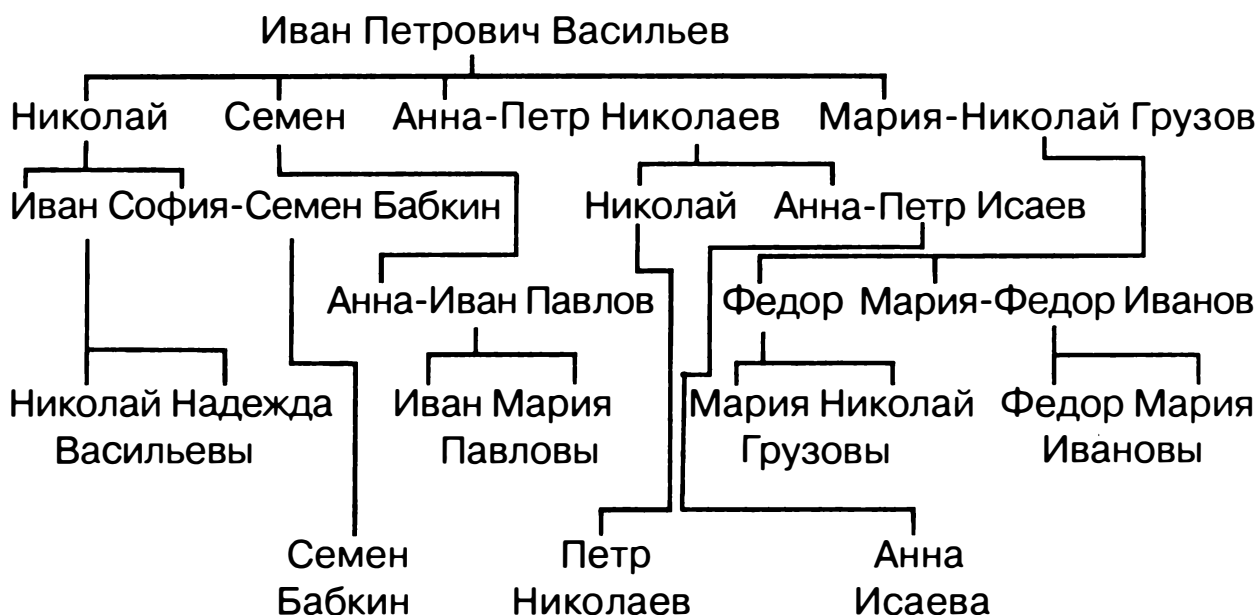 Иван Петрович Васильев
Николай Семен Анна-Петр Николаев Мария-Николай Грузов
Иван София-Семен Бабкин Николай Анна-Петр Исаев
Анна-Иван Павлов Федор Мария-Федор Иванов
Николай Надежда Иван Мария Мария Николай Федор Мария
Васильевы Павловы Грузовы Ивановы
Семен Петр Анна
Бабкин Николаев Исаева